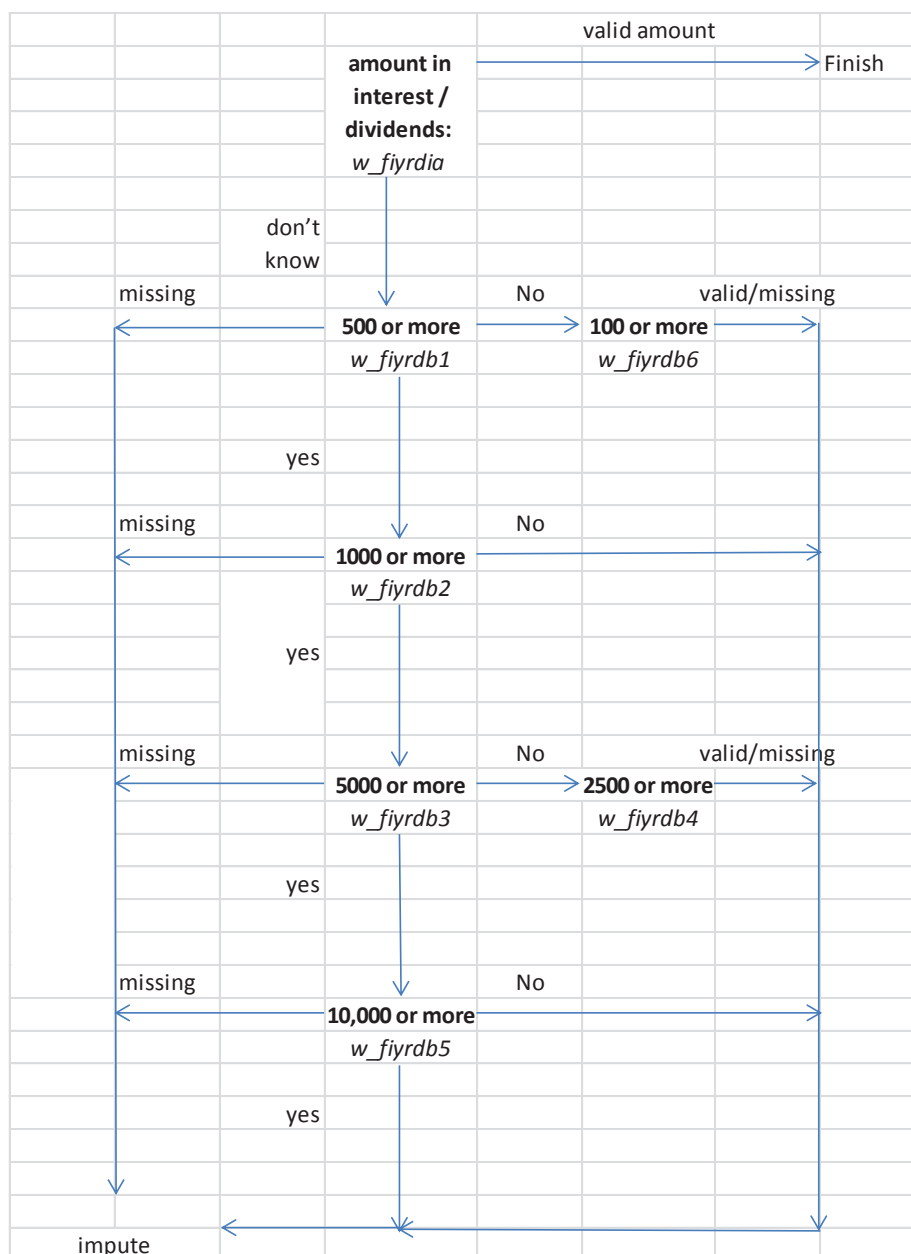 valid amount
amount in
Finish
interest /
dividends:
w_fiyrdia
don't
know
missing No valid/missing
500 or more 100 or more
w_fiyrdb1 w_fiyrdb6
yes
missing No
1000 or more
w_fiyrdb2
yes
missing No valid/missing
5000 or more 2500 or more
w_fiyrdb3 w_fiyrdb4
yes
missing No
10,000 or more
w_fiyrdb5
yes
impute